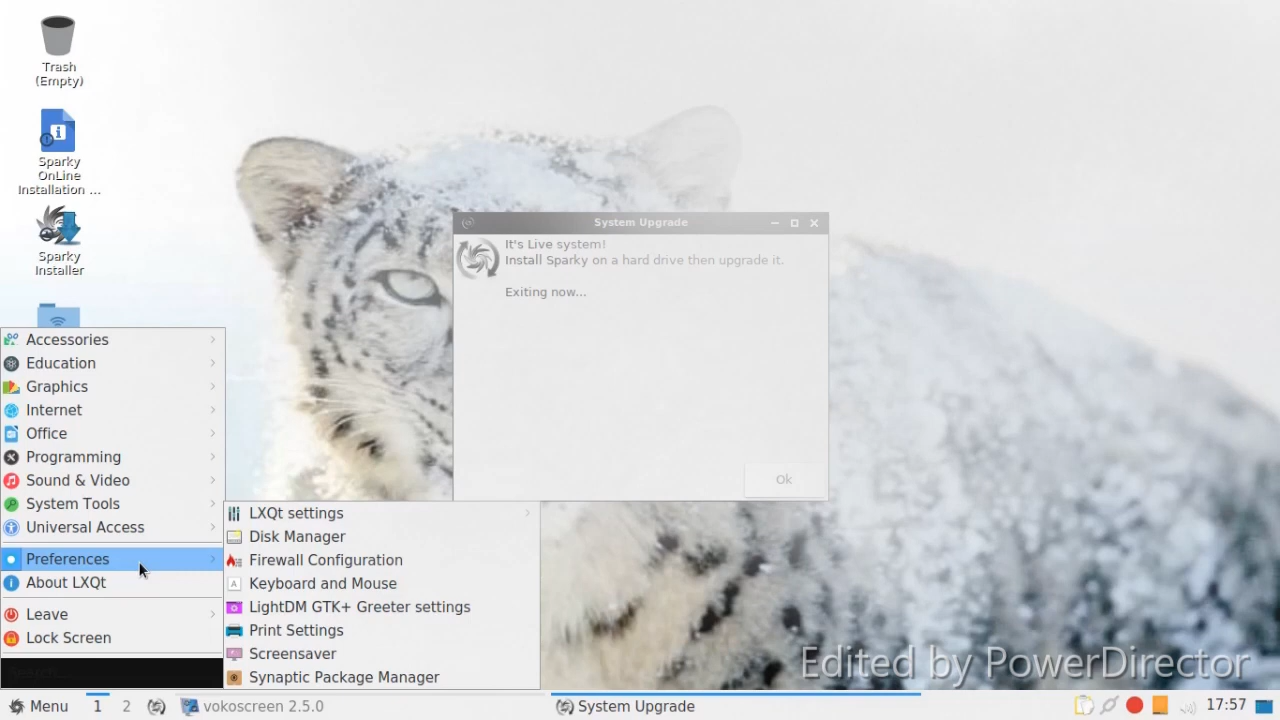 Trash
(Empty)
Sparky
OnLine
Installation ...
Sparky
Installer
System Upgrade
It's Live system!
Install Sparky on a hard drive then upgrade it.
Exiting now...
Ok
Accessories
Education
Graphics
Internet
Office
Programming
Sound & Video
System Tools
Universal Access
Preferences
About LXQt
Leave
Lock Screen
Search...
LXQt settings
Disk Manager
Firewall Configuration
Keyboard and Mouse
LightDM GTK+ Greeter settings
Print Settings
Screensaver
Synaptic Package Manager
Edited by PowerDirector
Menu
1
2
vokoscreen 2.5.0
System Upgrade
17:57